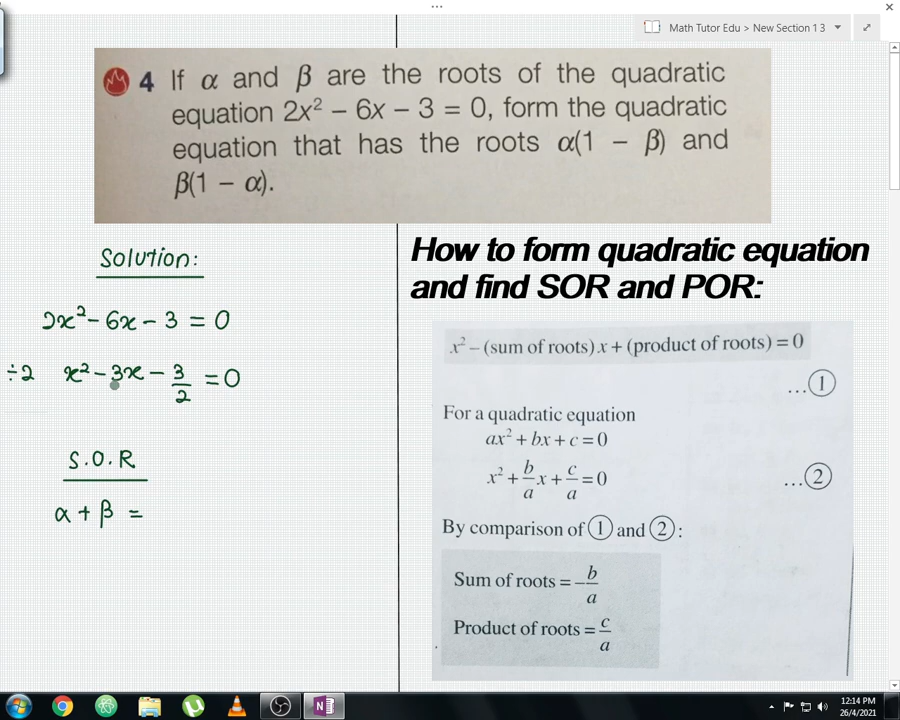 Math Tutor Edu > New Section 1 3
4 If α and β are the roots of the quadratic
equation 2x² − 6x − 3 = 0, form the quadratic
equation that has the roots α(1 − β) and
β(1 − α).
Solution:
2x² − 6x − 3 = 0
÷2 x² − 3x − 3/2 = 0
S.O.R
α + β =
How to form quadratic equation
and find SOR and POR:
x² − (sum of roots)x + (product of roots) = 0
...①
For a quadratic equation
ax² + bx + c = 0
x² + b/a x + c/a = 0 ...②
By comparison of ① and ②:
Sum of roots = −b/a
Product of roots = c/a
12:14 PM
26/4/2021